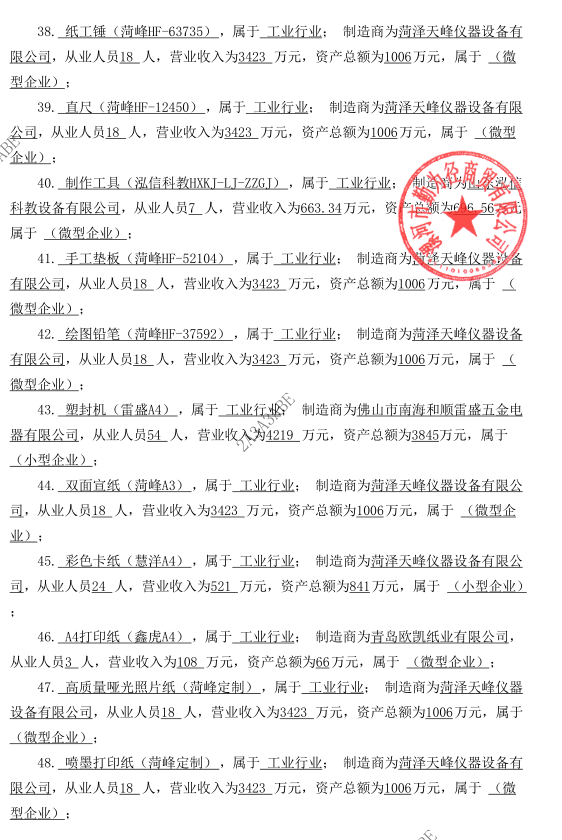 38. 纸工锤（菏峰HF-63735），属于 工业行业； 制造商为菏泽天峰仪器设备有
限公司，从业人员18 人，营业收入为3423 万元，资产总额为1006万元，属于 （微
型企业）；
39. 直尺（菏峰HF-12450），属于 工业行业； 制造商为菏泽天峰仪器设备有限
公司，从业人员18 人，营业收入为3423 万元，资产总额为1006万元，属于 （微型
企业）；
40. 制作工具（泓信科教HXKJ-LJ-ZZGJ），属于 工业行业； 制造商为山东泓信
科教设备有限公司，从业人员7 人，营业收入为663.34万元，资产总额为696.56万元
属于 （微型企业）；
41. 手工垫板（菏峰HF-52104），属于 工业行业； 制造商为菏泽天峰仪器设备
有限公司，从业人员18 人，营业收入为3423 万元，资产总额为1006万元，属于 （
微型企业）；
42. 绘图铅笔（菏峰HF-37592），属于 工业行业； 制造商为菏泽天峰仪器设备
有限公司，从业人员18 人，营业收入为3423 万元，资产总额为1006万元，属于 （
微型企业）；
43. 塑封机（雷盛A4），属于 工业行业； 制造商为佛山市南海和顺雷盛五金电
器有限公司，从业人员54 人，营业收入为4219 万元，资产总额为3845万元，属于
（小型企业）；
44. 双面宣纸（菏峰A3），属于 工业行业； 制造商为菏泽天峰仪器设备有限公
司，从业人员18 人，营业收入为3423 万元，资产总额为1006万元，属于 （微型企
业）；
45. 彩色卡纸（慧洋A4），属于 工业行业； 制造商为菏泽天峰仪器设备有限公
司，从业人员24 人，营业收入为521 万元，资产总额为841万元，属于 （小型企业）
；
46. A4打印纸（鑫虎A4），属于 工业行业； 制造商为青岛欧凯纸业有限公司，
从业人员3 人，营业收入为108 万元，资产总额为66万元，属于 （微型企业）；
47. 高质量哑光照片纸（菏峰定制），属于 工业行业； 制造商为菏泽天峰仪器
设备有限公司，从业人员18 人，营业收入为3423 万元，资产总额为1006万元，属于
（微型企业）；
48. 喷墨打印纸（菏峰定制），属于 工业行业； 制造商为菏泽天峰仪器设备有
限公司，从业人员18 人，营业收入为3423 万元，资产总额为1006万元，属于 （微
型企业）；